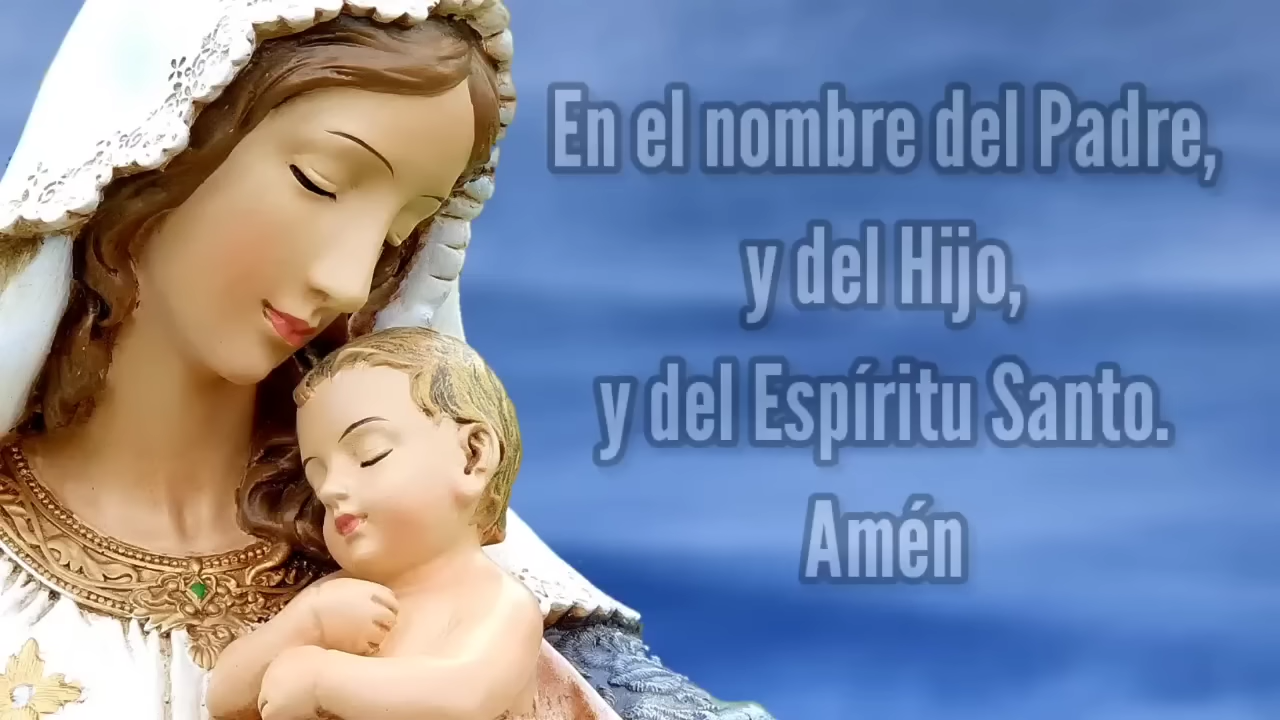 En el nombre del Padre,
y del Hijo,
y del Espíritu Santo.
Amén